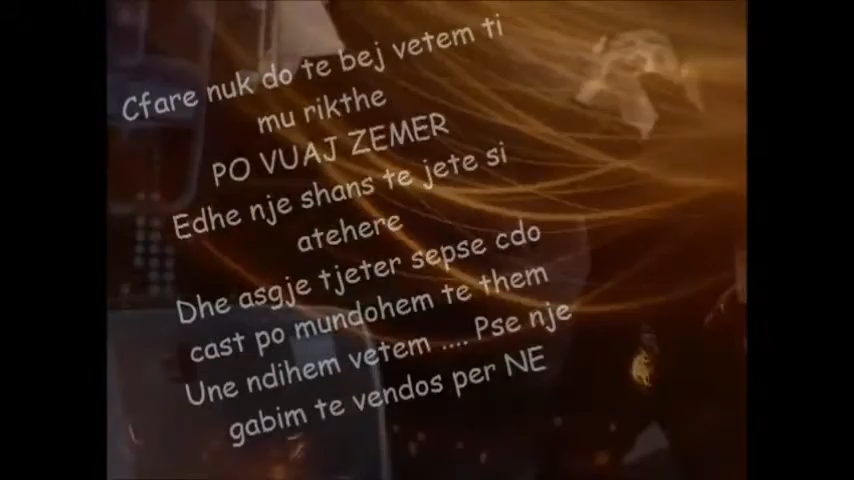 Cfare nuk do te bej vetem ti
mu rikthe
PO VUAJ ZEMER
Edhe nje shans te jete si
atehere
Dhe asgje tjeter sepse cdo
cast po mundohem te them
Une ndihem vetem .... Pse nje
gabim te vendos per NE